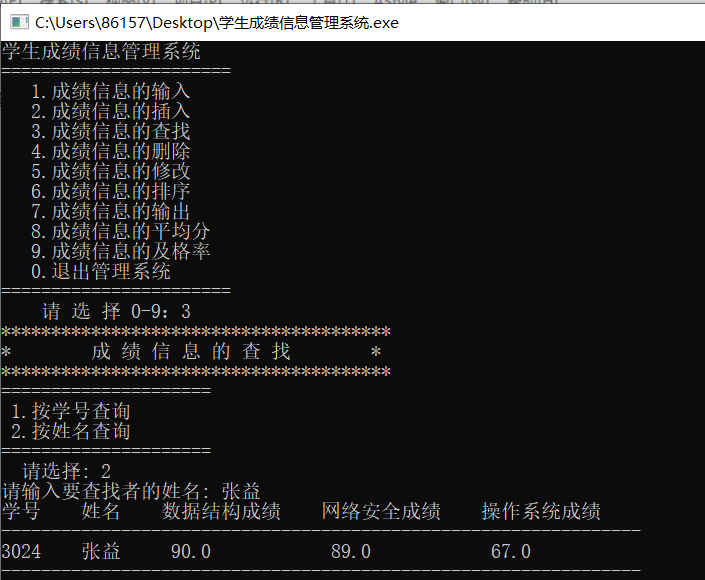 C:\Users\86157\Desktop\学生成绩信息管理系统.exe
学生成绩信息管理系统
=======================
1.成绩信息的输入
2.成绩信息的插入
3.成绩信息的查找
4.成绩信息的删除
5.成绩信息的修改
6.成绩信息的排序
7.成绩信息的输出
8.成绩信息的平均分
9.成绩信息的及格率
0.退出管理系统
=======================
请 选 择 0-9: 3
***************************************
*        成 绩 信 息 的 查 找        *
***************************************
=====================
1.按学号查询
2.按姓名查询
=====================
请选择: 2
请输入要查找者的姓名: 张益
学号    姓名    数据结构成绩    网络安全成绩    操作系统成绩
----------------------------------------------------------------
3024    张益     90.0            89.0            67.0
----------------------------------------------------------------